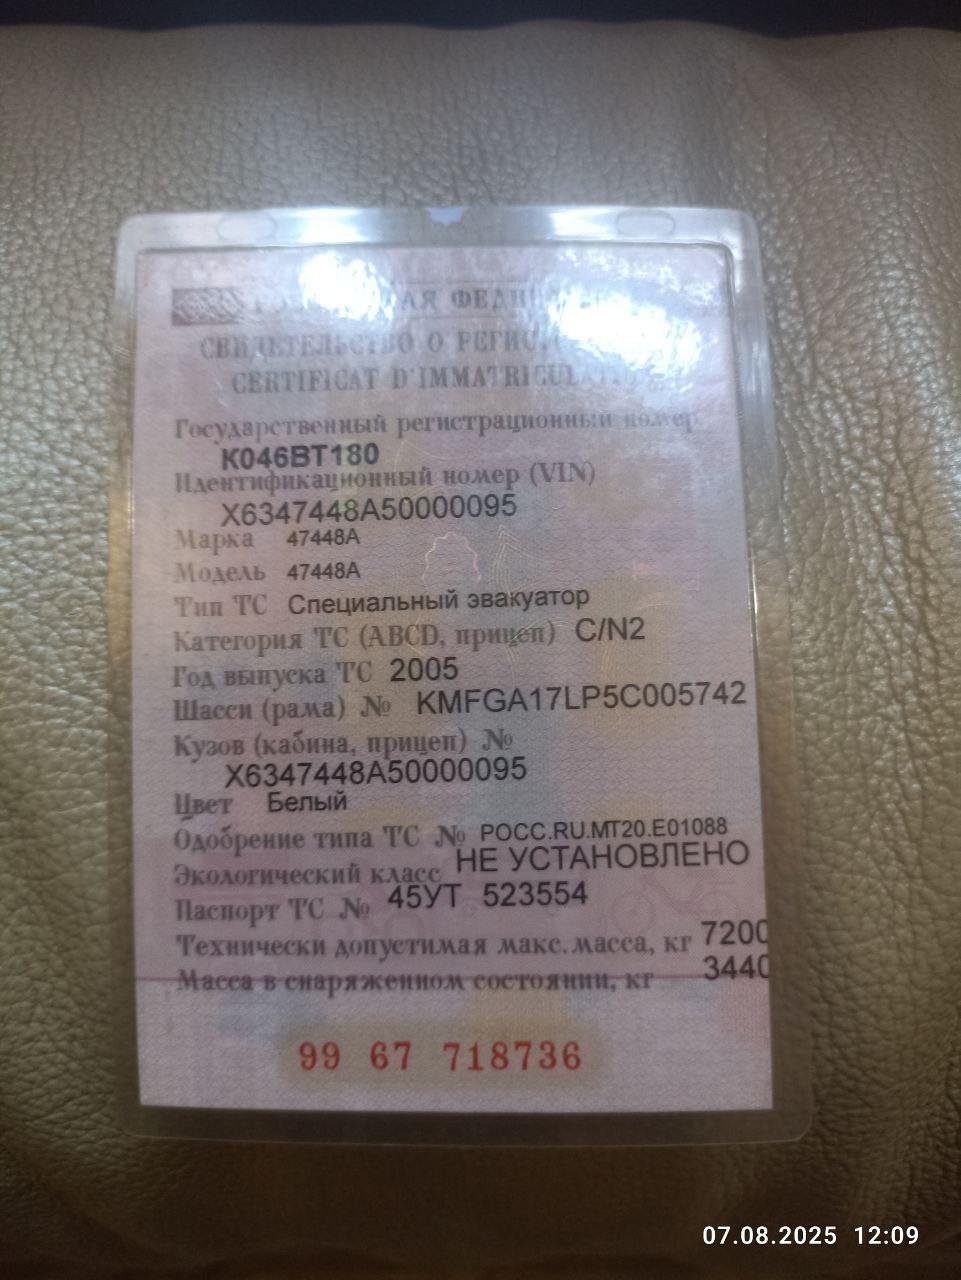 СВИДЕТЕЛЬСТВО О
CERTIFICAT D'IMMATRICULATION
Государственный регистрационный номер
К046ВТ180
Идентификационный номер (VIN)
X6347448A50000095
Марка 47448А
Модель 47448А
Тип ТС Специальный эвакуатор
Категория ТС (ABCD, прицеп) C/N2
Год выпуска ТС 2005
Шасси (рама) № KMFGA17LP5C005742
Кузов (кабина, прицеп) №
X6347448A50000095
Цвет Белый
Одобрение типа ТС № РОСС.RU.МТ20.Е01088
Экологический класс НЕ УСТАНОВЛЕНО
Паспорт ТС № 45УТ 523554
Технически допустимая макс.масса, кг 7200
Масса в снаряженном состоянии, кг 3440
99 67 718736
07.08.2025 12:09